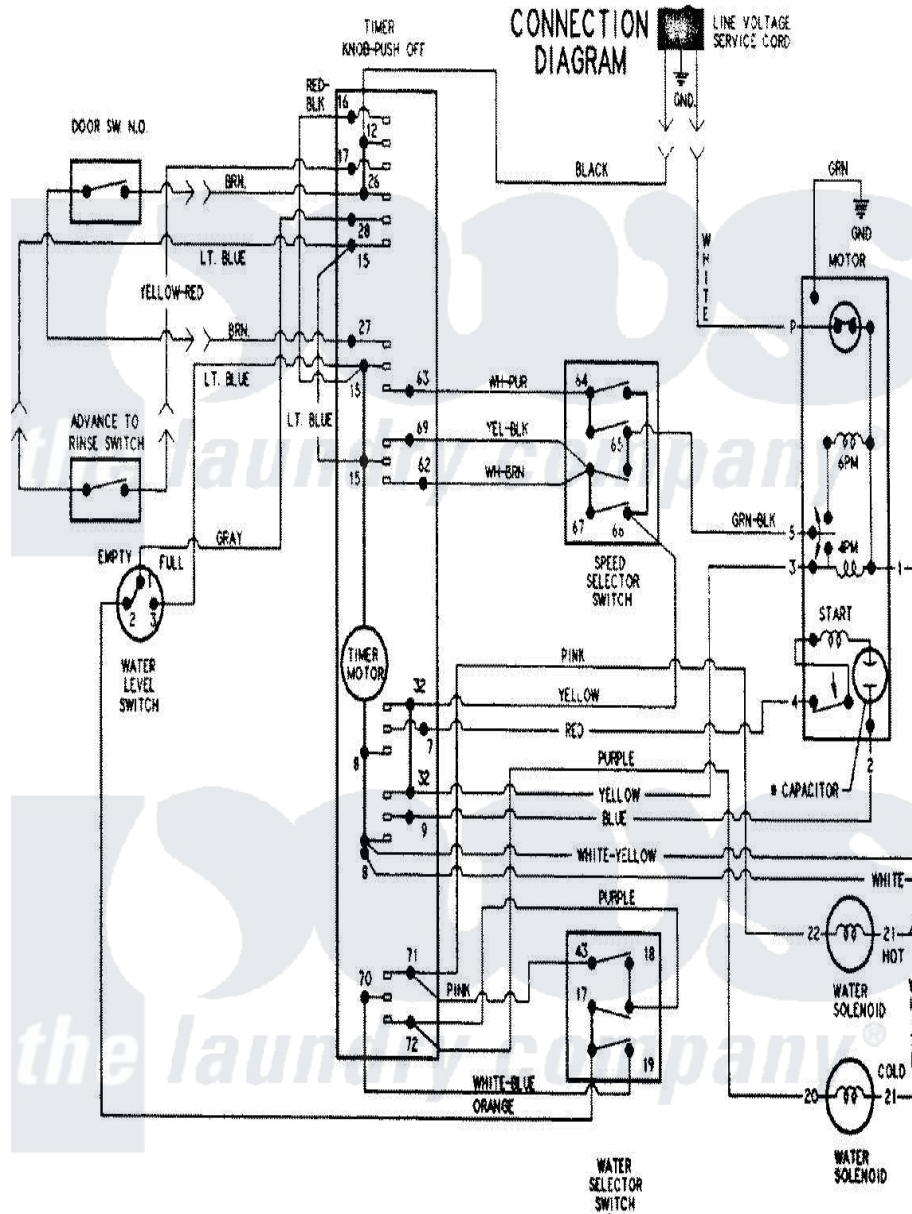 CONNECTION
DIAGRAM
TIMER
KNOB-PUSH OFF
LINE VOLTAGE
SERVICE CORD
GND.
RED-
BLK
16
12
DOOR SW. N.O.
17
BRN.
26
BLACK
GRN
GND
28
LT. BLUE
15
WHITE
MOTOR
YELLOW-RED
27
BRN.
P
LT. BLUE
15
63
WH-PUR
64
LT. BLUE
ADVANCE TO
RINSE SWITCH
69
YEL-BLK
65
6PM
15
62
WH-BRN
67
66
GRN-BLK
5
GRAY
EMPTY
FULL
1
2
3
SPEED
SELECTOR
SWITCH
4PM
3
1
START
WATER
LEVEL
SWITCH
TIMER
MOTOR
PINK
32
YELLOW
7
RED
4
8
PURPLE
2
32
YELLOW
* CAPACITOR
9
BLUE
8
WHITE-YELLOW
WHITE-
PURPLE
22
21
HOT
71
43
18
70
PINK
17
WATER
SOLENOID
72
19
COLD
WHITE-BLUE
ORANGE
20
21
WATER
SOLENOID
WATER
SELECTOR
SWITCH
pws
the laundry company
pws
the laundry company®